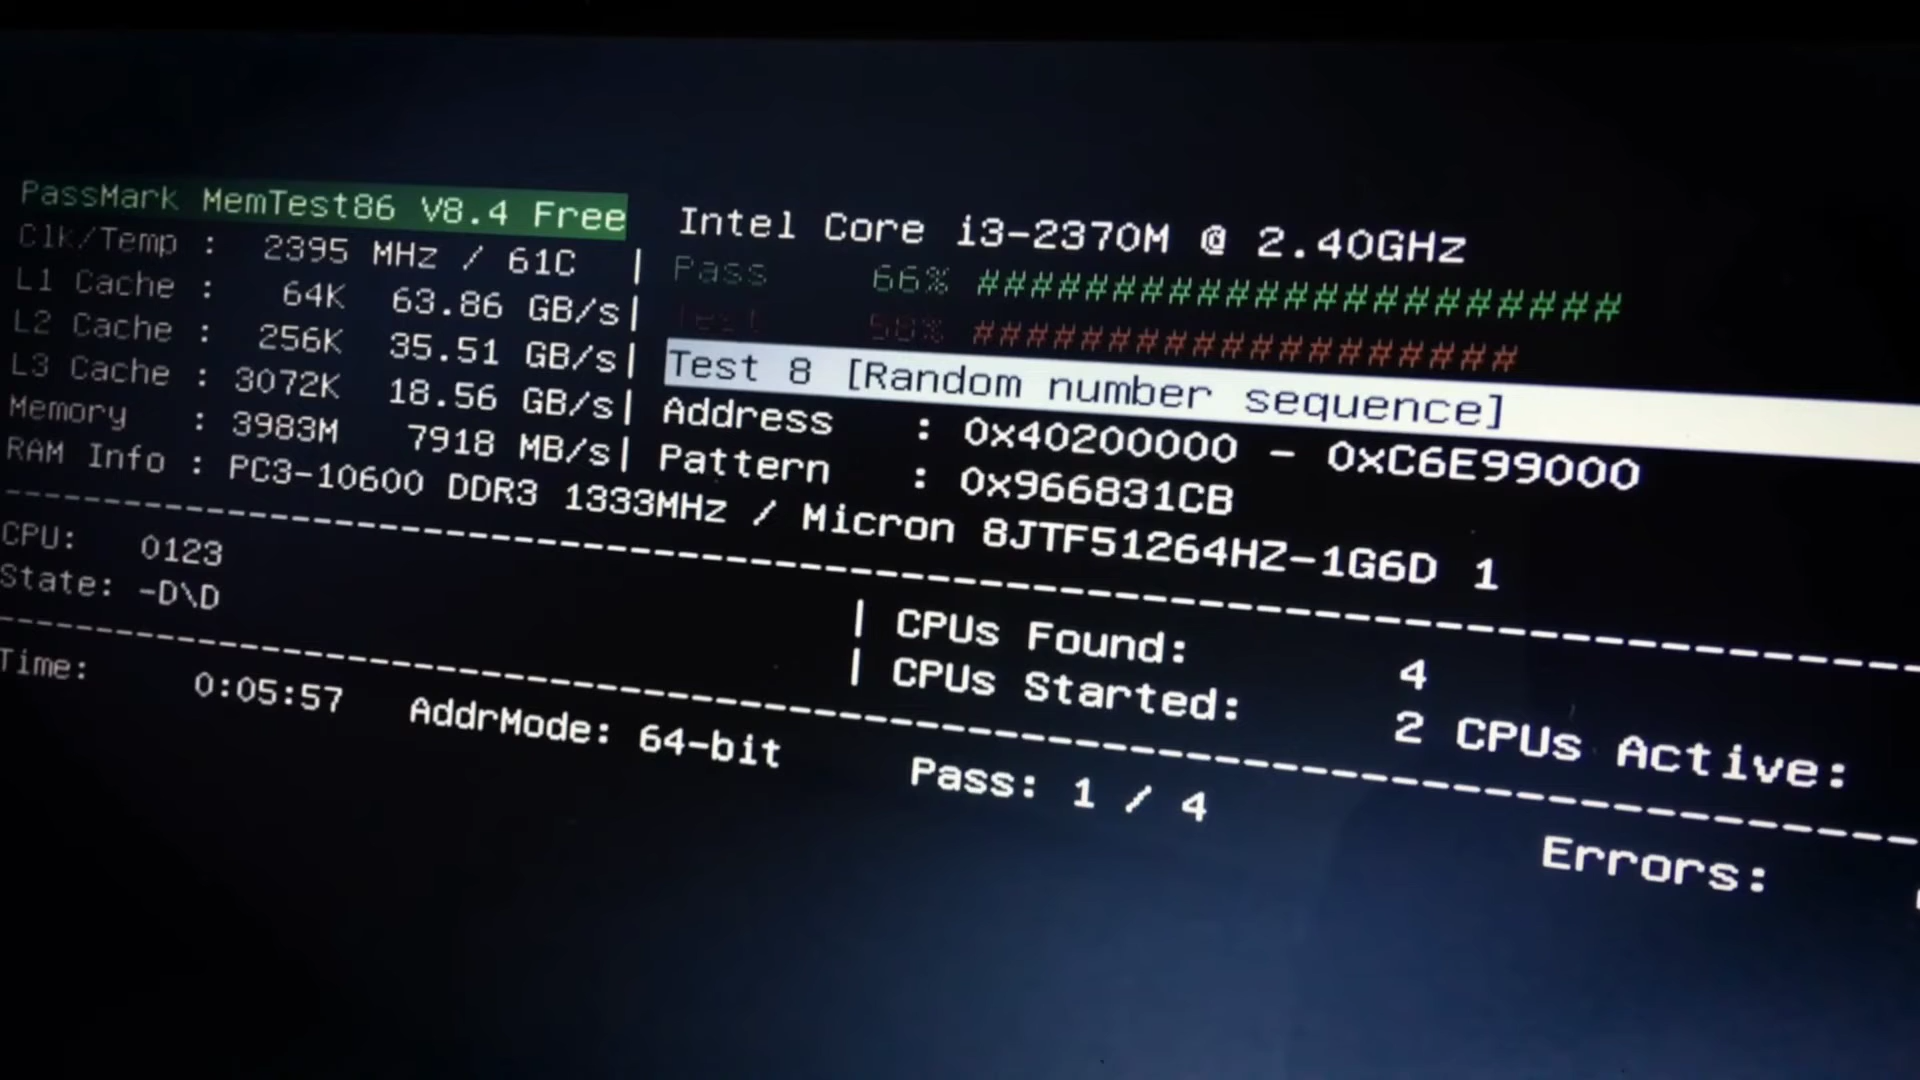 PassMark MemTest86 V8.4 Free Intel Core i3-2370M @ 2.40GHz
Clk/Temp : 2395 MHz / 61C | Pass 66% ########################
L1 Cache : 64K 63.86 GB/s| Test 58% ####################
L2 Cache : 256K 35.51 GB/s| Test 8 [Random number sequence]
L3 Cache : 3072K 18.56 GB/s| Address : 0x40200000 - 0xC6E99000
Memory : 3983M 7918 MB/s| Pattern : 0x966831CB
RAM Info : PC3-10600 DDR3 1333MHz / Micron 8JTF51264HZ-1G6D 1
CPU: 0123 | CPUs Found: 4
State: -D\D | CPUs Started: 2 CPUs Active:
Time: 0:05:57 AddrMode: 64-bit Pass: 1 / 4 Errors: